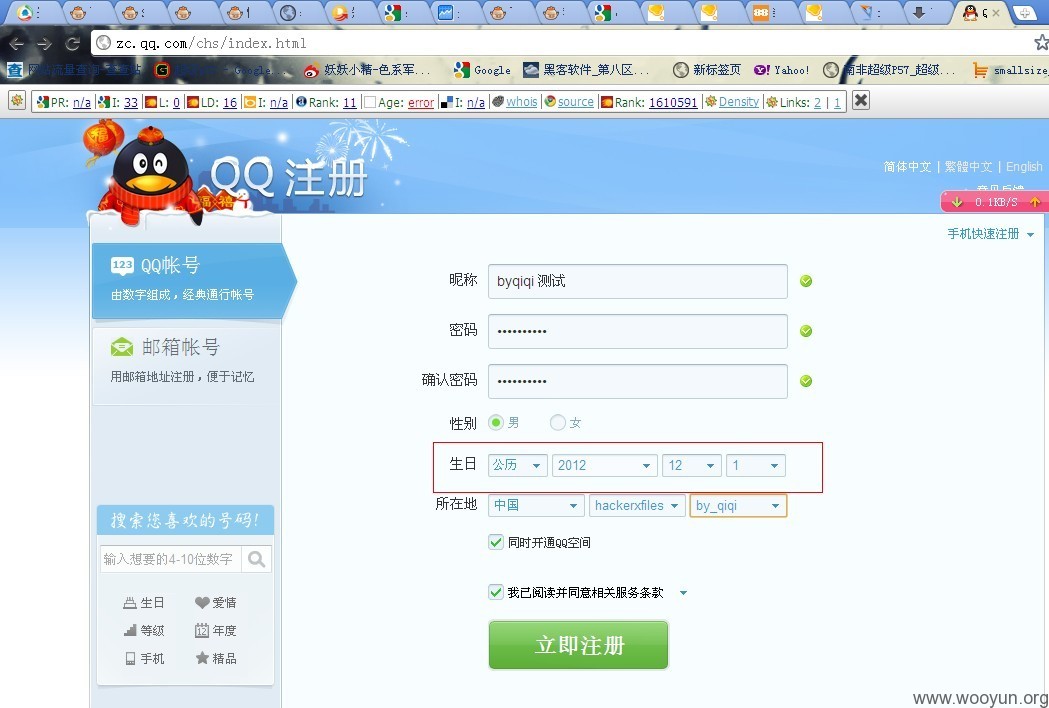 zc.qq.com/chs/index.html
妖妖小精-色系军...
Google
黑客软件_第八区...
新标签页
Yahoo!
南非超级P57_超级...
smallsize
PR: n/a
I: 33
L: 0
LD: 16
I: n/a
Rank: 11
Age: error
I: n/a
whois
source
Rank: 1610591
Density
Links: 2 | 1
福
QQ 注册
简体中文 | 繁體中文 | English
意见反馈
0.1KB/S
手机快速注册
123 QQ帐号
由数字组成，经典通行帐号
邮箱帐号
用邮箱地址注册，便于记忆
昵称 byqiqi 测试
密码 ••••••••••
确认密码 ••••••••••
性别 男 女
生日 公历 2012 12 1
所在地 中国 hackerxfiles by_qiqi
同时开通QQ空间
我已阅读并同意相关服务条款
立即注册
搜索您喜欢的号码!
输入想要的4-10位数字
生日 爱情
等级 12 年度
手机 精品
www.wooyun.org